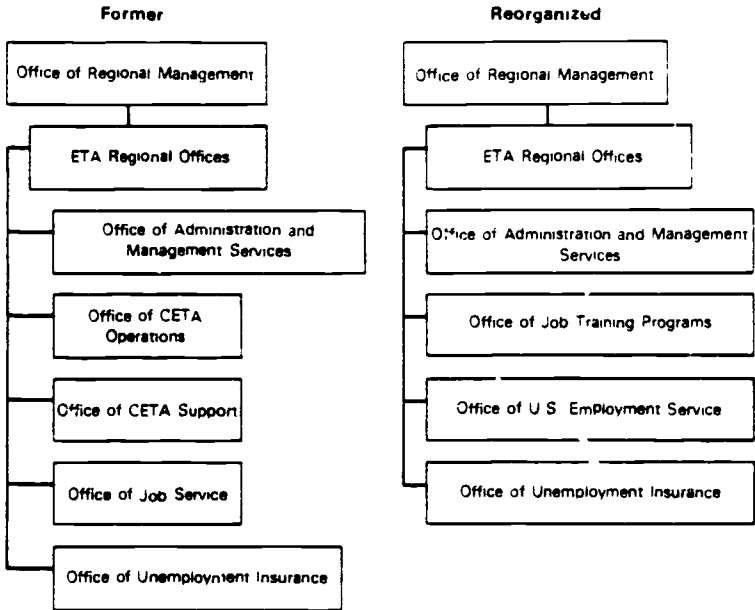 Former
Office of Regional Management
ETA Regional Offices
Office of Administration and
Management Services
Office of CETA
Operations
Office of CETA Support
Office of Job Service
Office of Unemployment Insurance
Reorganized
Office of Regional Management
ETA Regional Offices
Office of Administration and Management
Services
Office of Job Training Programs
Office of U S Employment Service
Office of Unemployment Insurance